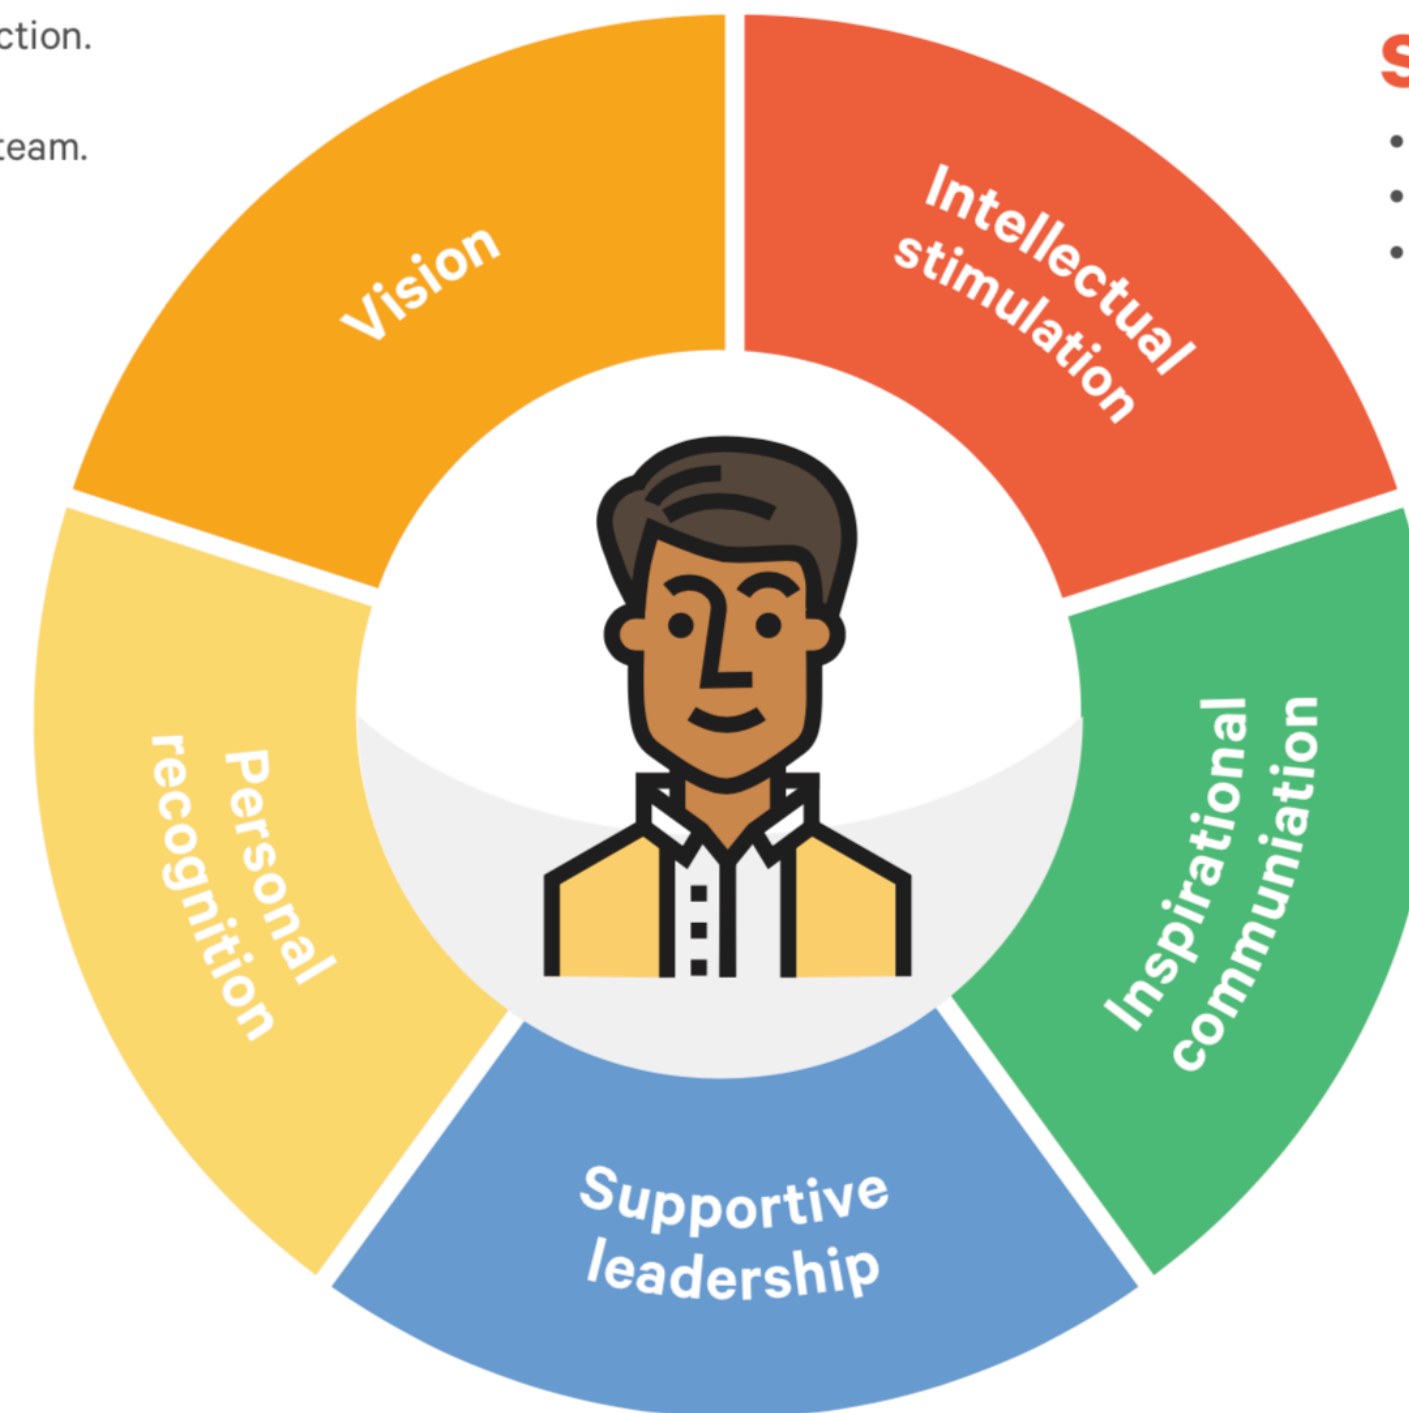 ction.
team.
Vision
Intellectual
stimulation
Inspirational
communiation
Supportive
leadership
Personal
recognition
S